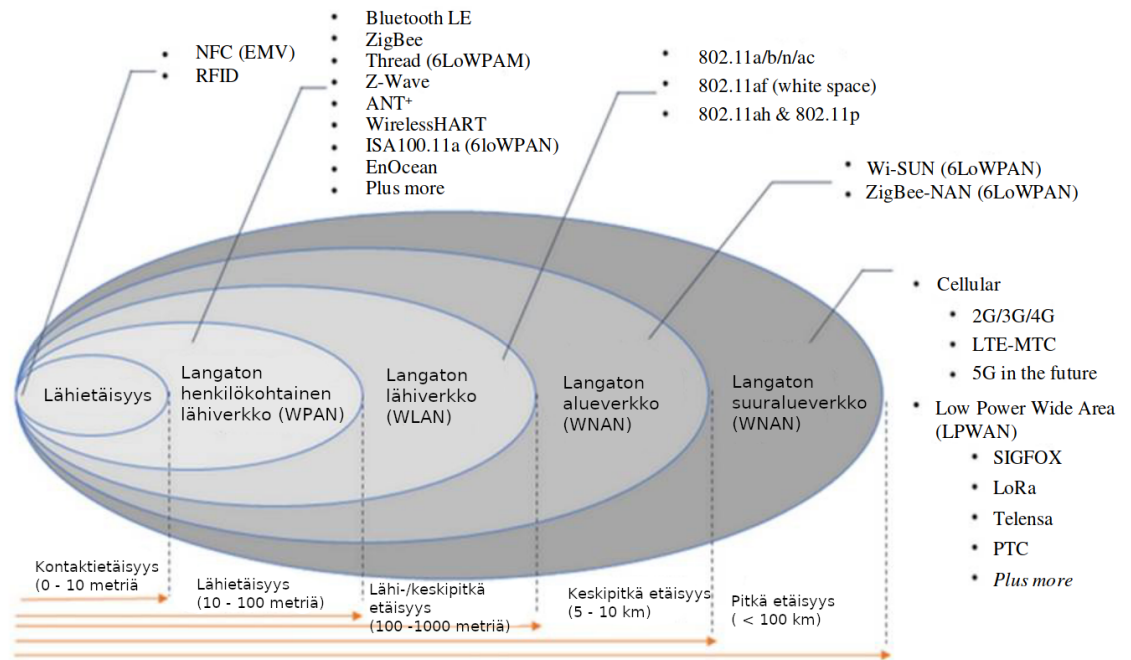 NFC (EMV)
RFID
Bluetooth LE
ZigBee
Thread (6LoWPAM)
Z-Wave
ANT+
WirelessHART
ISA100.11a (6loWPAN)
EnOcean
Plus more
802.11a/b/n/ac
802.11af (white space)
802.11ah & 802.11p
Wi-SUN (6LoWPAN)
ZigBee-NAN (6LoWPAN)
Cellular
2G/3G/4G
LTE-MTC
5G in the future
Low Power Wide Area
(LPWAN)
SIGFOX
LoRa
Telensa
PTC
Plus more
Lähietäisyys
Langaton
henkilökohtainen
lähiverkko (WPAN)
Langaton
lähiverkko
(WLAN)
Langaton
alueverkko
(WNAN)
Langaton
suuralueverkko
(WNAN)
Kontaktietäisyys
(0 - 10 metriä
Lähietäisyys
(10 - 100 metriä)
Lähi-/keskipitkä
etäisyys
(100 -1000 metriä)
Keskipitkä etäisyys
(5 - 10 km)
Pitkä etäisyys
( < 100 km)